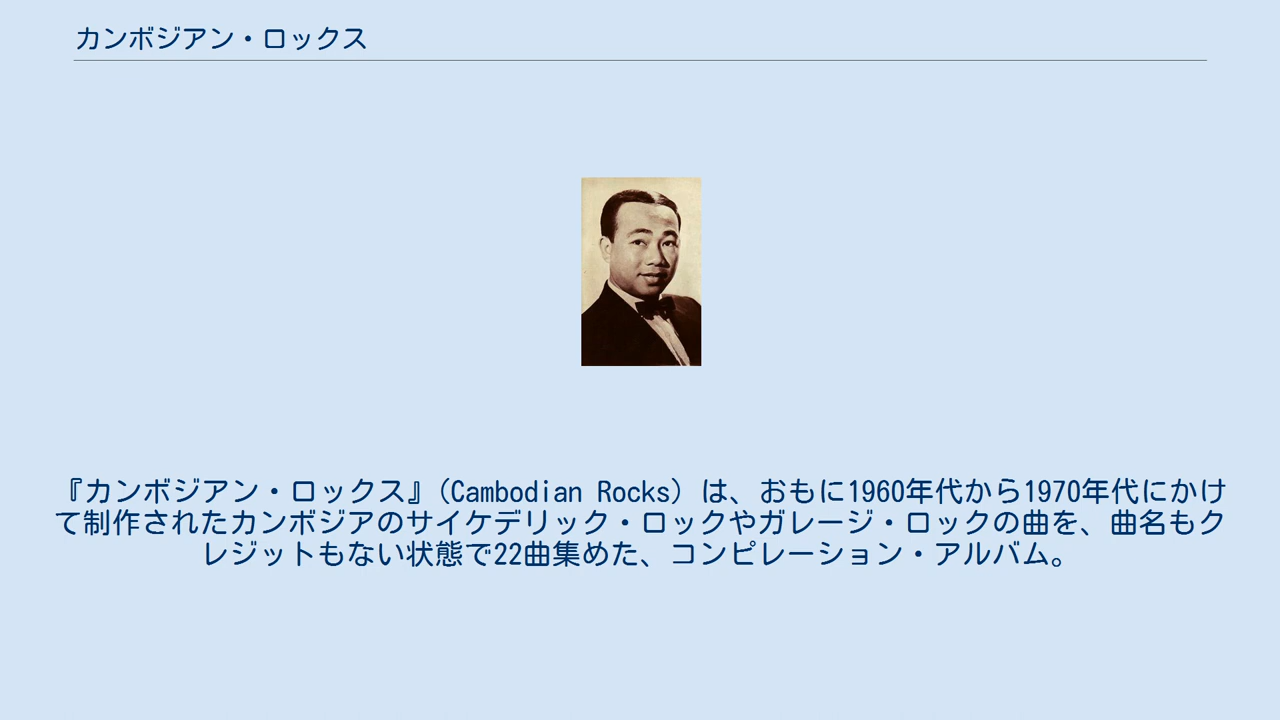 カンボジアン・ロックス
『カンボジアン・ロックス』（Cambodian Rocks）は、おもに1960年代から1970年代にかけ
て制作されたカンボジアのサイケデリック・ロックやガレージ・ロックの曲を、曲名もク
レジットもない状態で22曲集めた、コンピレーション・アルバム。